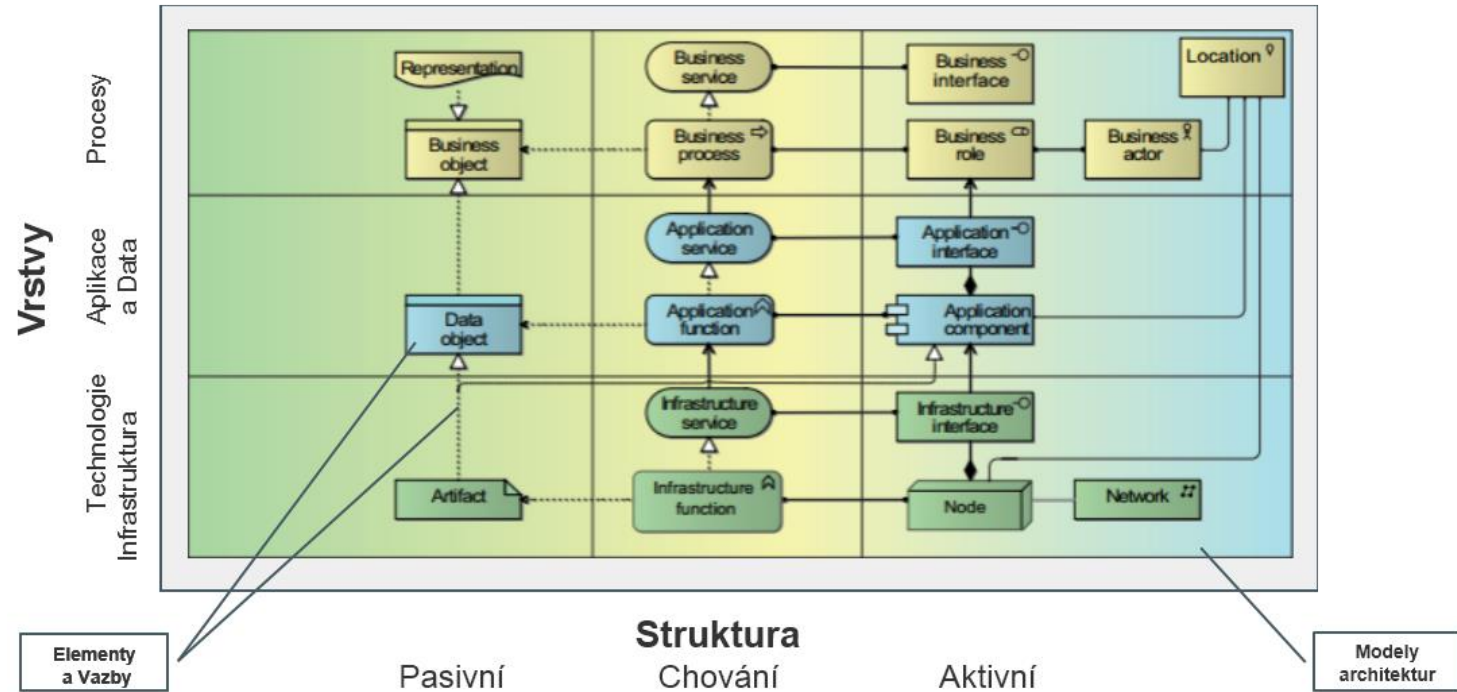 Vrstvy
Procesy
Aplikace
a Data
Technologie
Infrastruktura
Representation
Business
service
Business
interface
Location
Business
object
Business
process
Business
role
Business
actor
Application
service
Application
interface
Data
object
Application
function
Application
component
Infrastructure
service
Infrastructure
interface
Artifact
Infrastructure
function
Node
Network
Elementy
a Vazby
Struktura
Pasivní
Chování
Aktivní
Modely
architektur